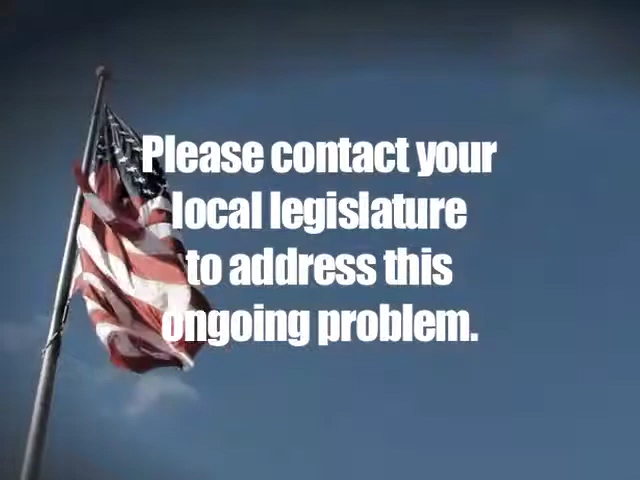 Please contact your
local legislature
to address this
ongoing problem.